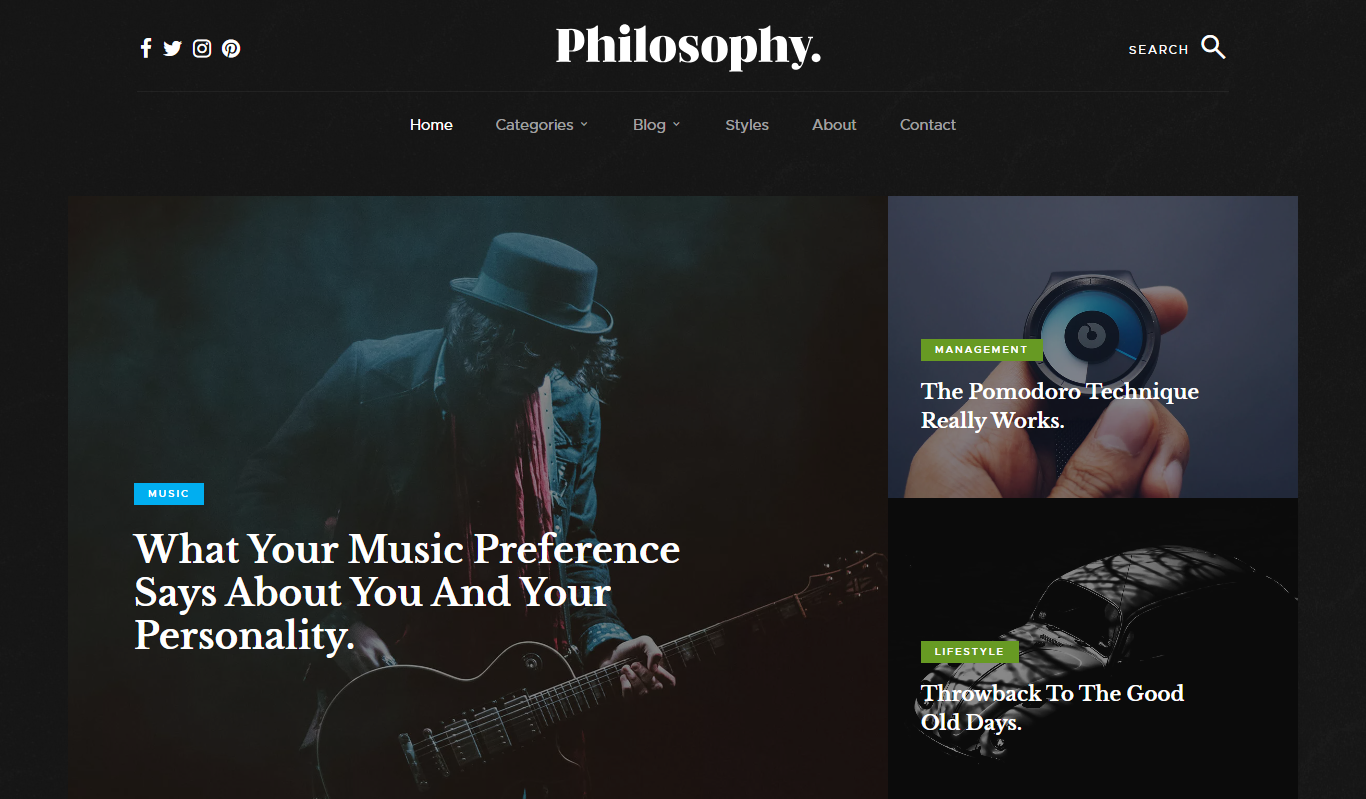 Philosophy.
SEARCH
Home Categories Blog Styles About Contact
MUSIC
What Your Music Preference
Says About You And Your
Personality.
MANAGEMENT
The Pomodoro Technique
Really Works.
LIFESTYLE
Throwback To The Good
Old Days.